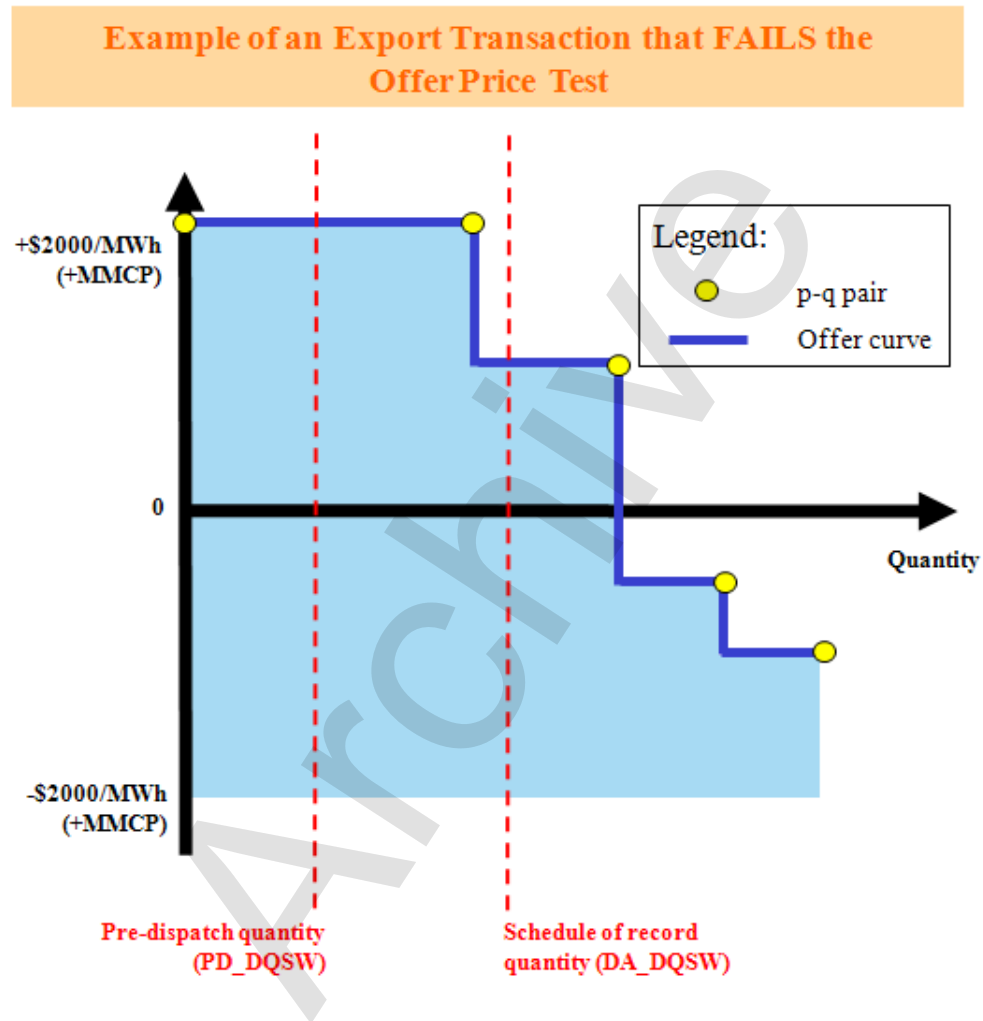 Example of an Export Transaction that FAILS the
Offer Price Test
+$2000/MWh
(+MMCP)
Legend:
p-q pair
Offer curve
0
Quantity
-$2000/MWh
(+MMCP)
Pre-dispatch quantity
(PD_DQSW)
Schedule of record
quantity (DA_DQSW)
Archive